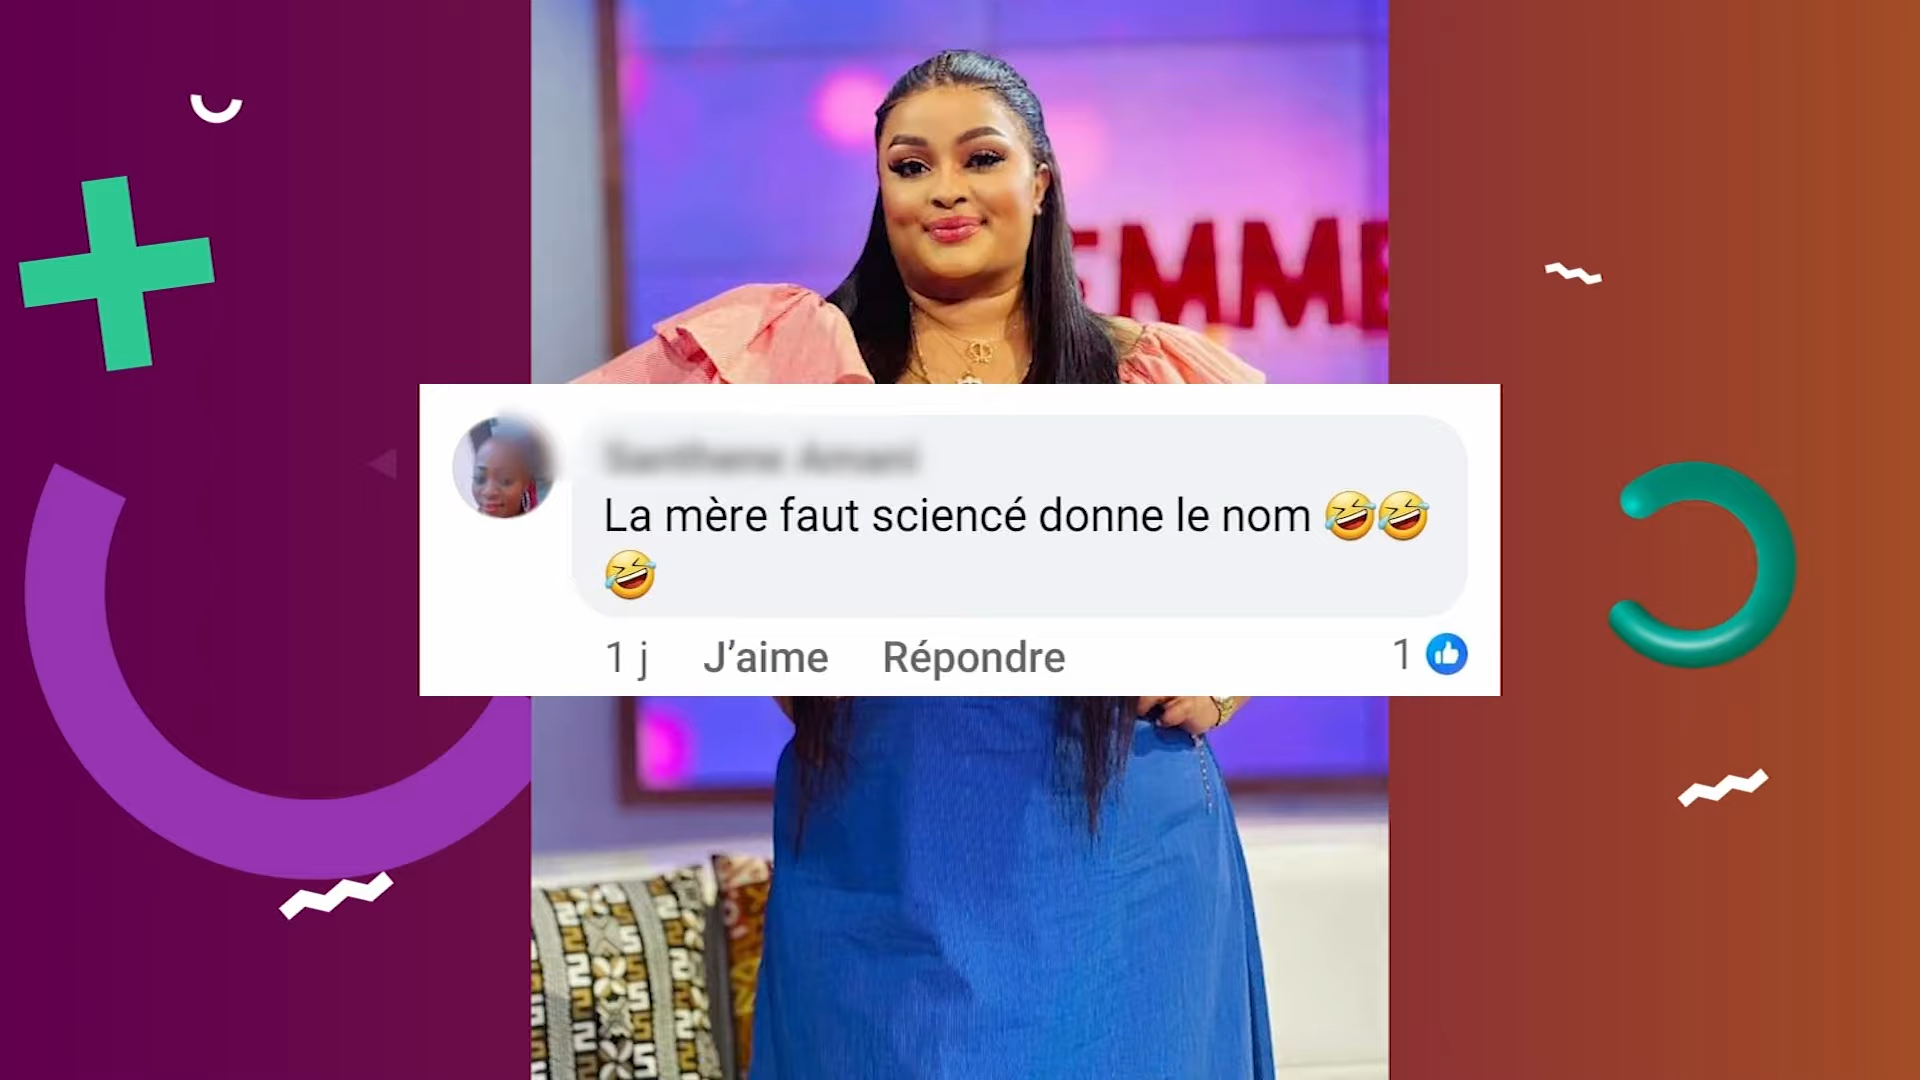 EMME
La mère faut sciencé donne le nom 🤣🤣
🤣
1 j J’aime Répondre 1